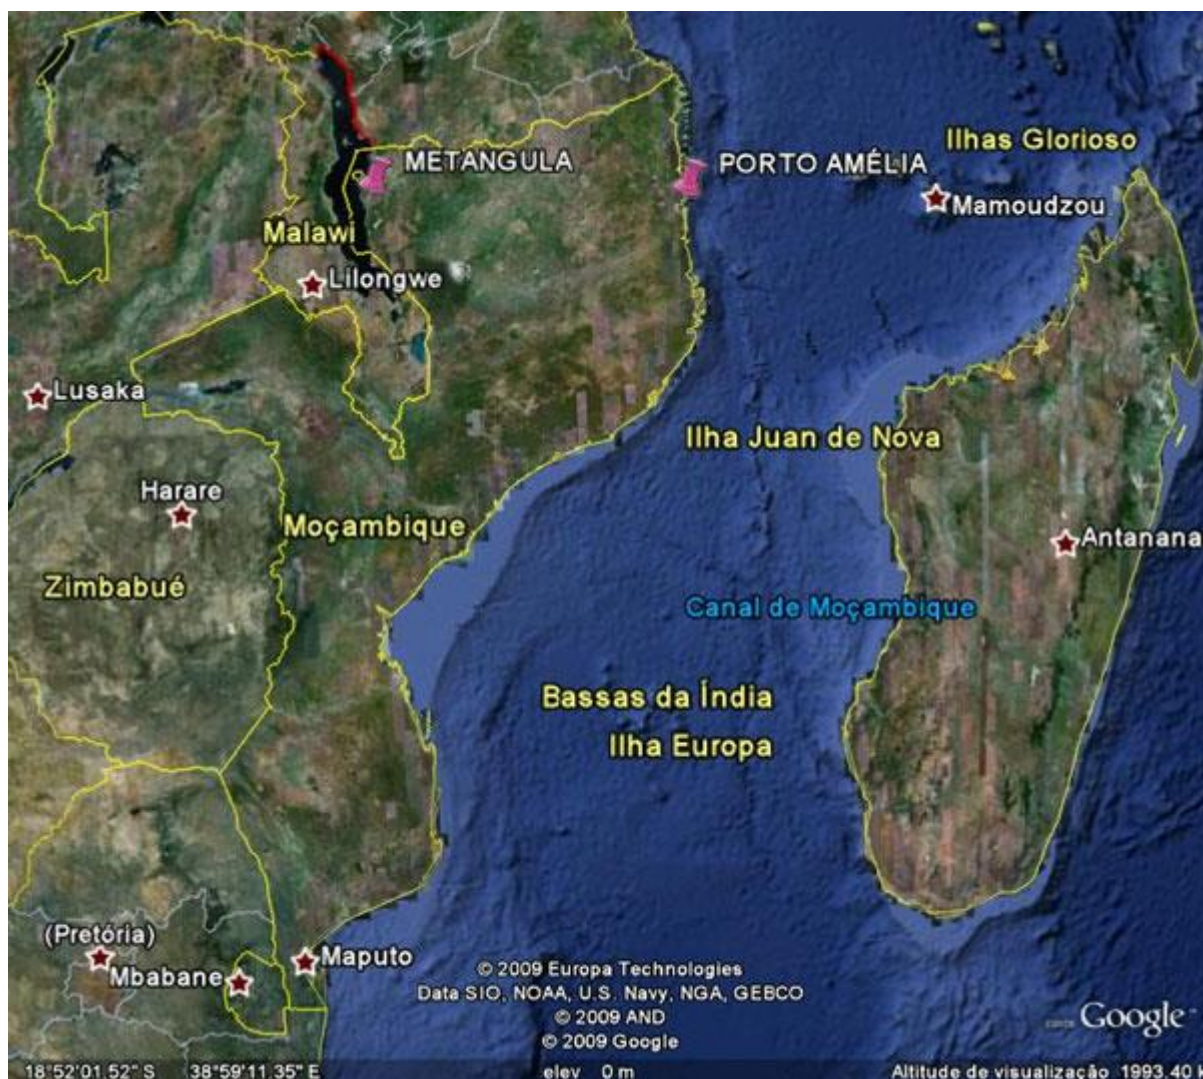 Ilhas Glorioso
METANGULA
PORTO AMÉLIA
Mamoudzou
Malawi
Lilongwe
Lusaka
Ilha Juan de Nova
Harare
Moçambique
Antanana
Zimbabué
Canal de Moçambique
Bassas da Índia
Ilha Europa
(Pretória)
Maputo
Mbabane
© 2009 Europa Technologies
Data SIO, NOAA, U.S. Navy, NGA, GEBCO
© 2009 AND
© 2009 Google
Google
18°52'01.52" S 38°59'11.35" E elev 0 m Altitude de visualização 1993.40